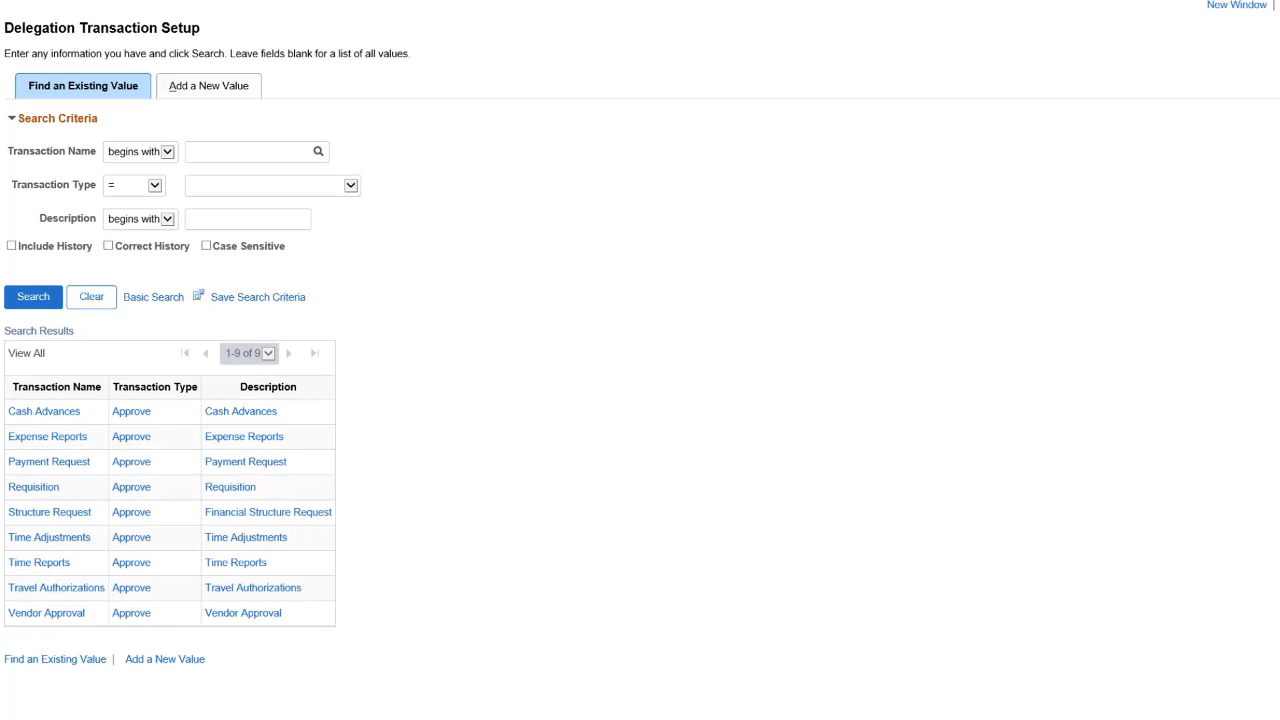 New Window |
Delegation Transaction Setup
Enter any information you have and click Search. Leave fields blank for a list of all values.
Find an Existing Value Add a New Value
Search Criteria
Transaction Name begins with
Transaction Type =
Description begins with
Include History Correct History Case Sensitive
Search Clear Basic Search Save Search Criteria
Search Results
View All 1-9 of 9
Transaction Name Transaction Type Description
Cash Advances Approve Cash Advances
Expense Reports Approve Expense Reports
Payment Request Approve Payment Request
Requisition Approve Requisition
Structure Request Approve Financial Structure Request
Time Adjustments Approve Time Adjustments
Time Reports Approve Time Reports
Travel Authorizations Approve Travel Authorizations
Vendor Approval Approve Vendor Approval
Find an Existing Value | Add a New Value